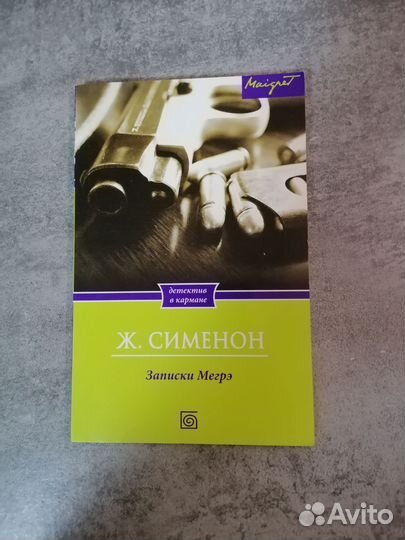 Maigret
детектив
в кармане
Ж. СИМЕНОН
Записки Мегрэ
Avito